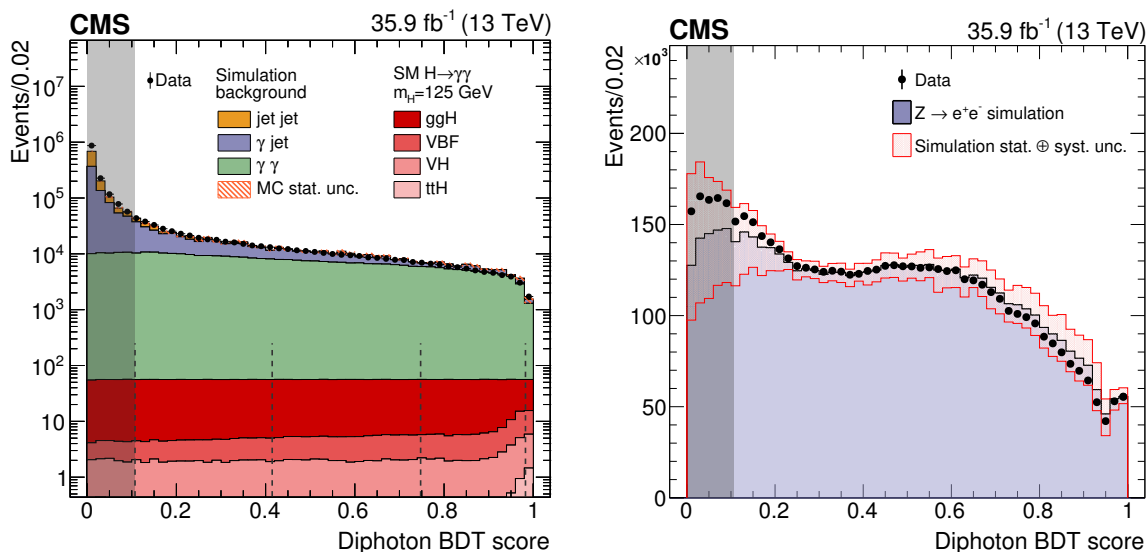 CMS 35.9 fb⁻¹ (13 TeV)
Events/0.02
10⁷
10⁶
10⁵
10⁴
10³
10²
10
1
Data
Simulation background
jet jet
γ jet
γ γ
MC stat. unc.
SM H→γγ
m_H=125 GeV
ggH
VBF
VH
ttH
0 0.2 0.4 0.6 0.8 1
Diphoton BDT score
CMS 35.9 fb⁻¹ (13 TeV)
×10³
Events/0.02
200
150
100
50
0
Data
Z → e⁺e⁻ simulation
Simulation stat. ⊕ syst. unc.
0 0.2 0.4 0.6 0.8 1
Diphoton BDT score